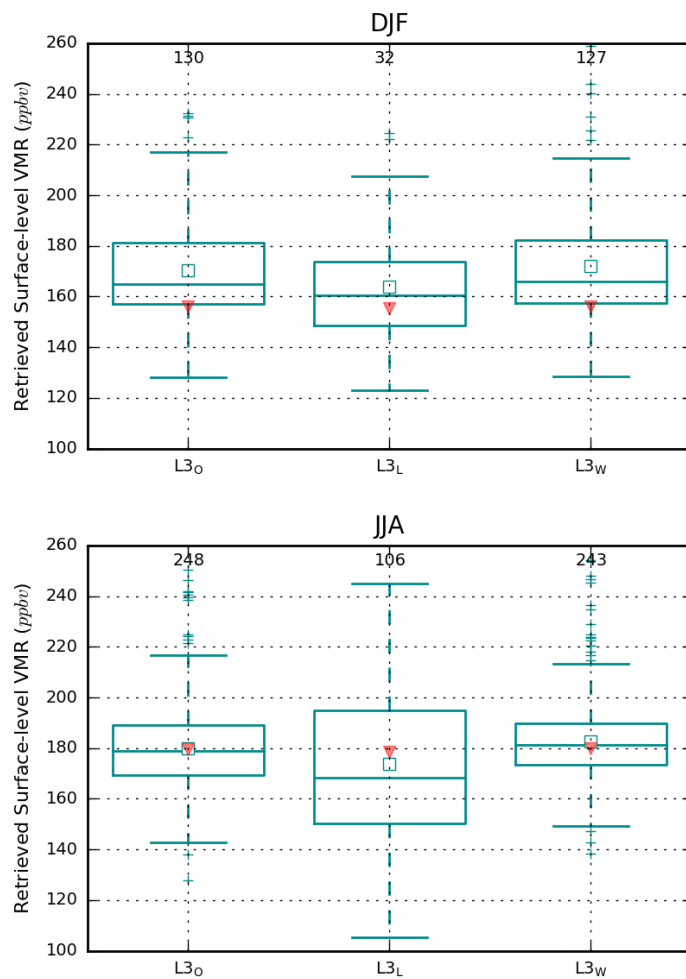 DJF
260
130 32 127
240
220
200
180
160
140
120
100
Retrieved Surface-level VMR (ppbv)
L3O L3L L3W
JJA
260
248 106 243
240
220
200
180
160
140
120
100
Retrieved Surface-level VMR (ppbv)
L3O L3L L3W